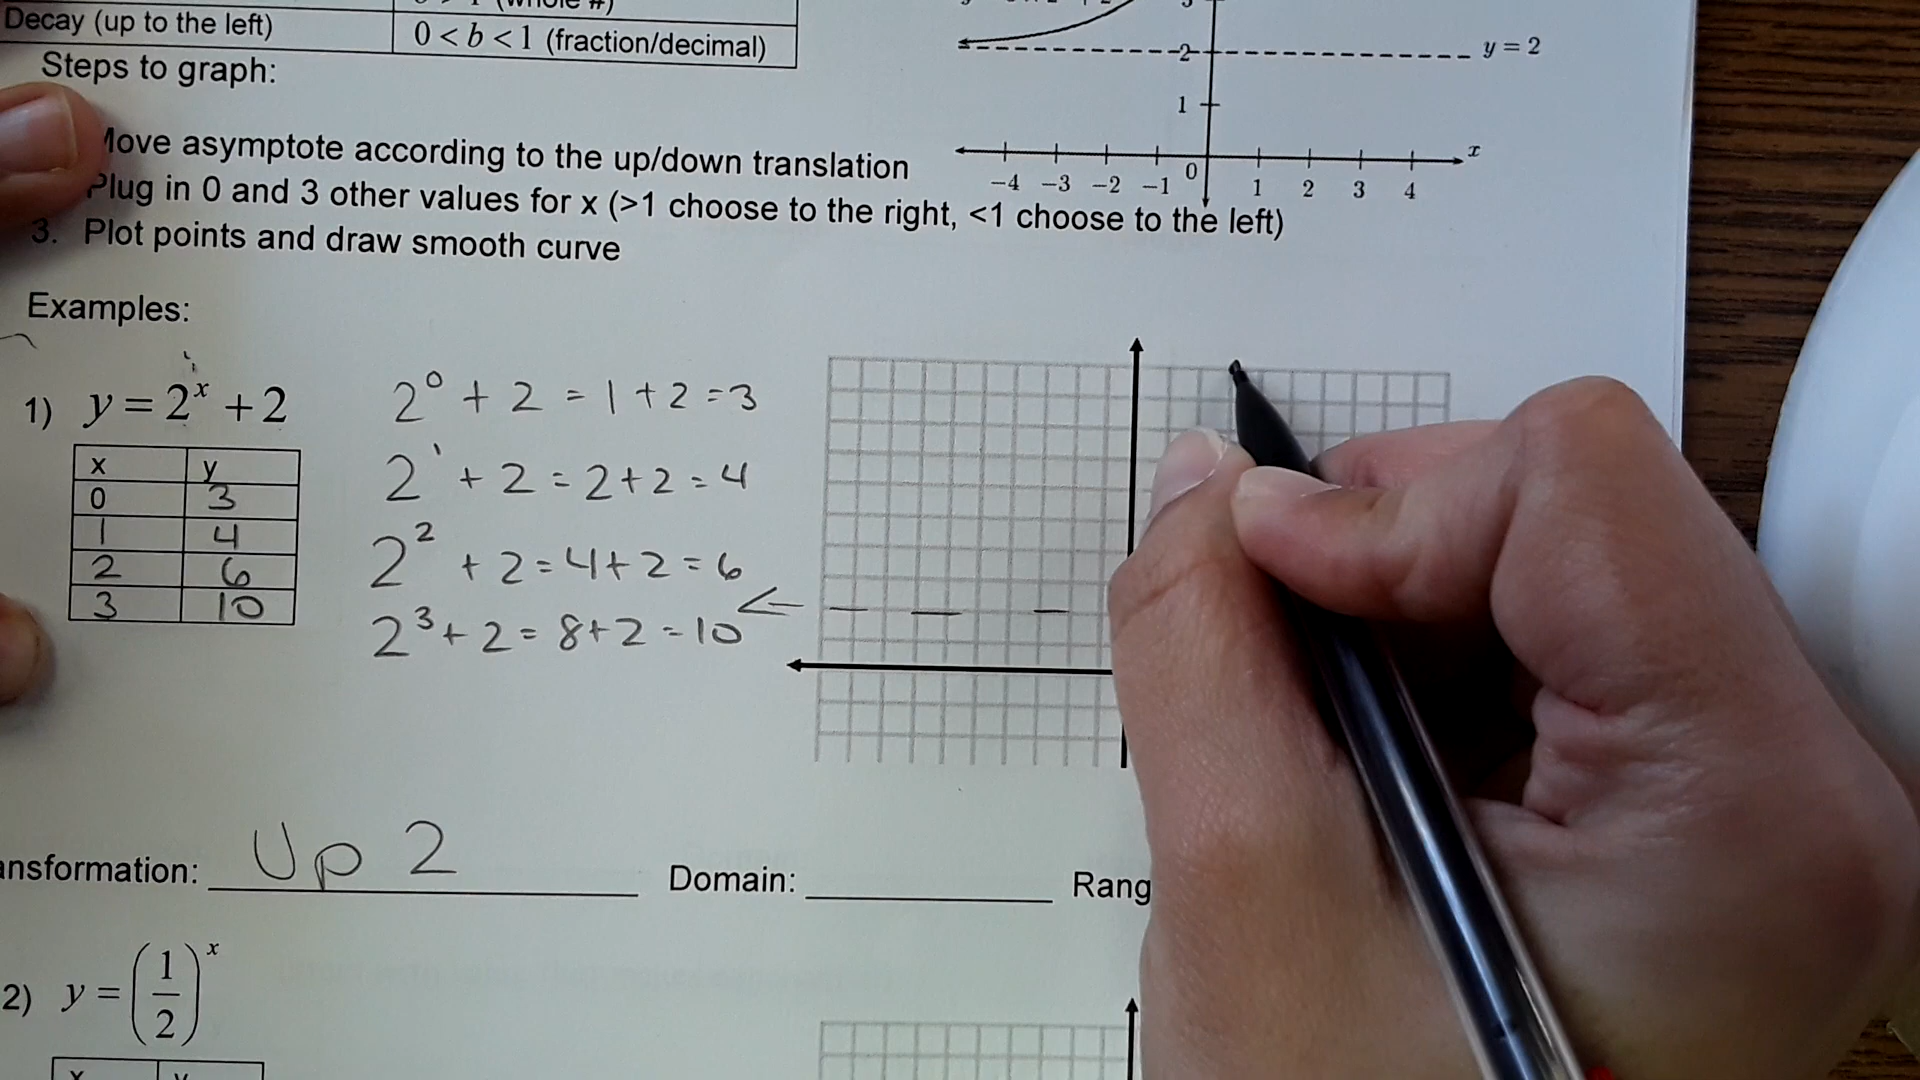 Decay (up to the left) 0 < b < 1 (fraction/decimal)
Steps to graph:
y = 2
2
1
x
0
−4 −3 −2 −1 1 2 3 4
ove asymptote according to the up/down translation
Plug in 0 and 3 other values for x (>1 choose to the right, <1 choose to the left)
3. Plot points and draw smooth curve
Examples:
1) y = 2^x + 2
x y
0 3
1 4
2 6
3 10
2^0 + 2 = 1 + 2 = 3
2^1 + 2 = 2 + 2 = 4
2^2 + 2 = 4 + 2 = 6
2^3 + 2 = 8 + 2 = 10
ansformation: Up 2 Domain: Rang
2) y = (1/2)^x
x y